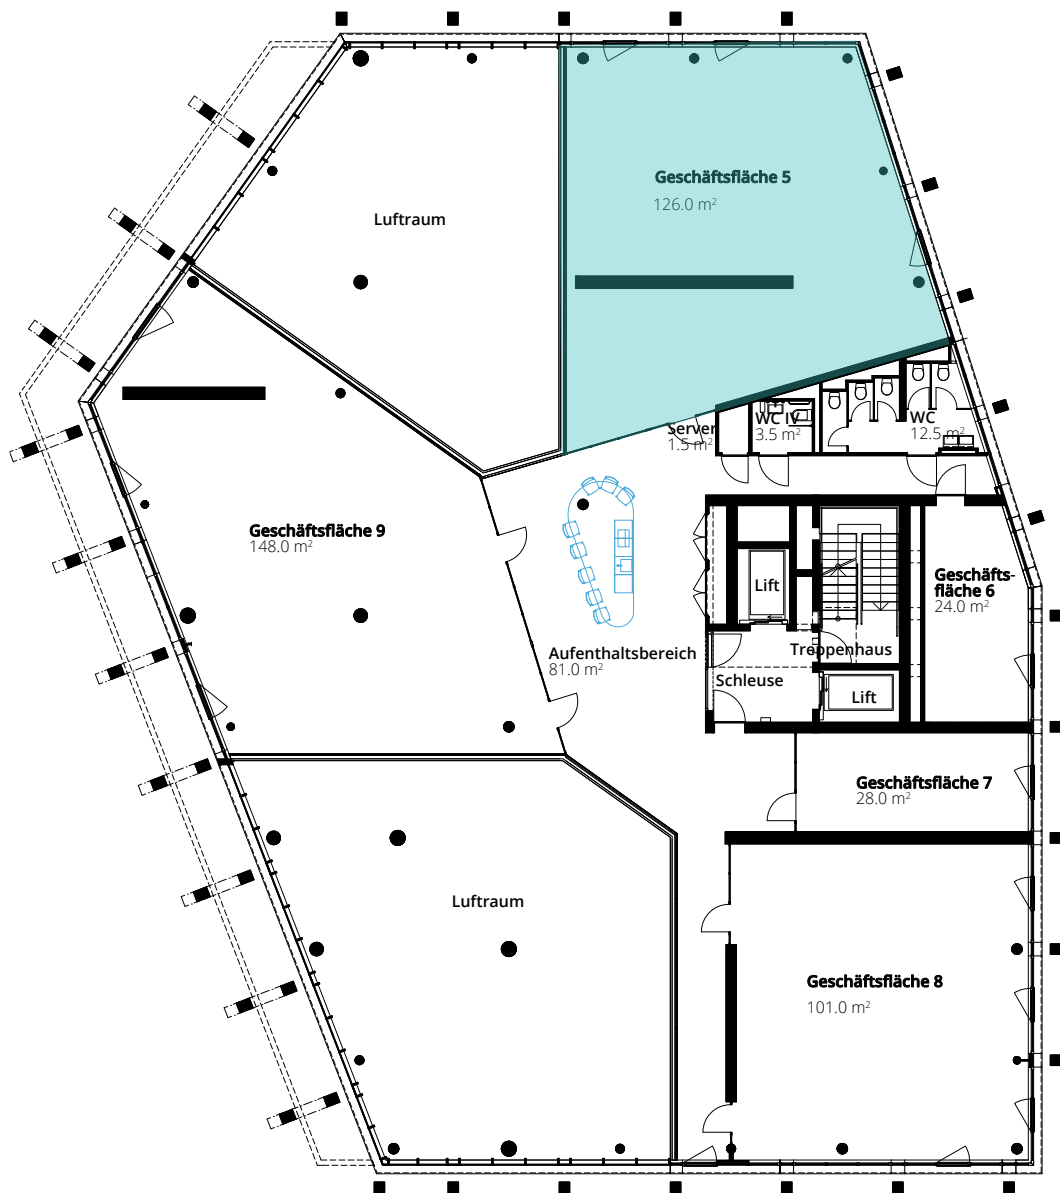 Geschäftsfläche 5
126.0 m²
Luftraum
Server
1.5 m²
WC IV
3.5 m²
WC
12.5 m²
Geschäftsfläche 9
148.0 m²
Lift
Geschäfts-
fläche 6
24.0 m²
Aufenthaltsbereich
81.0 m²
Treppenhaus
Schleuse
Lift
Geschäftsfläche 7
28.0 m²
Luftraum
Geschäftsfläche 8
101.0 m²